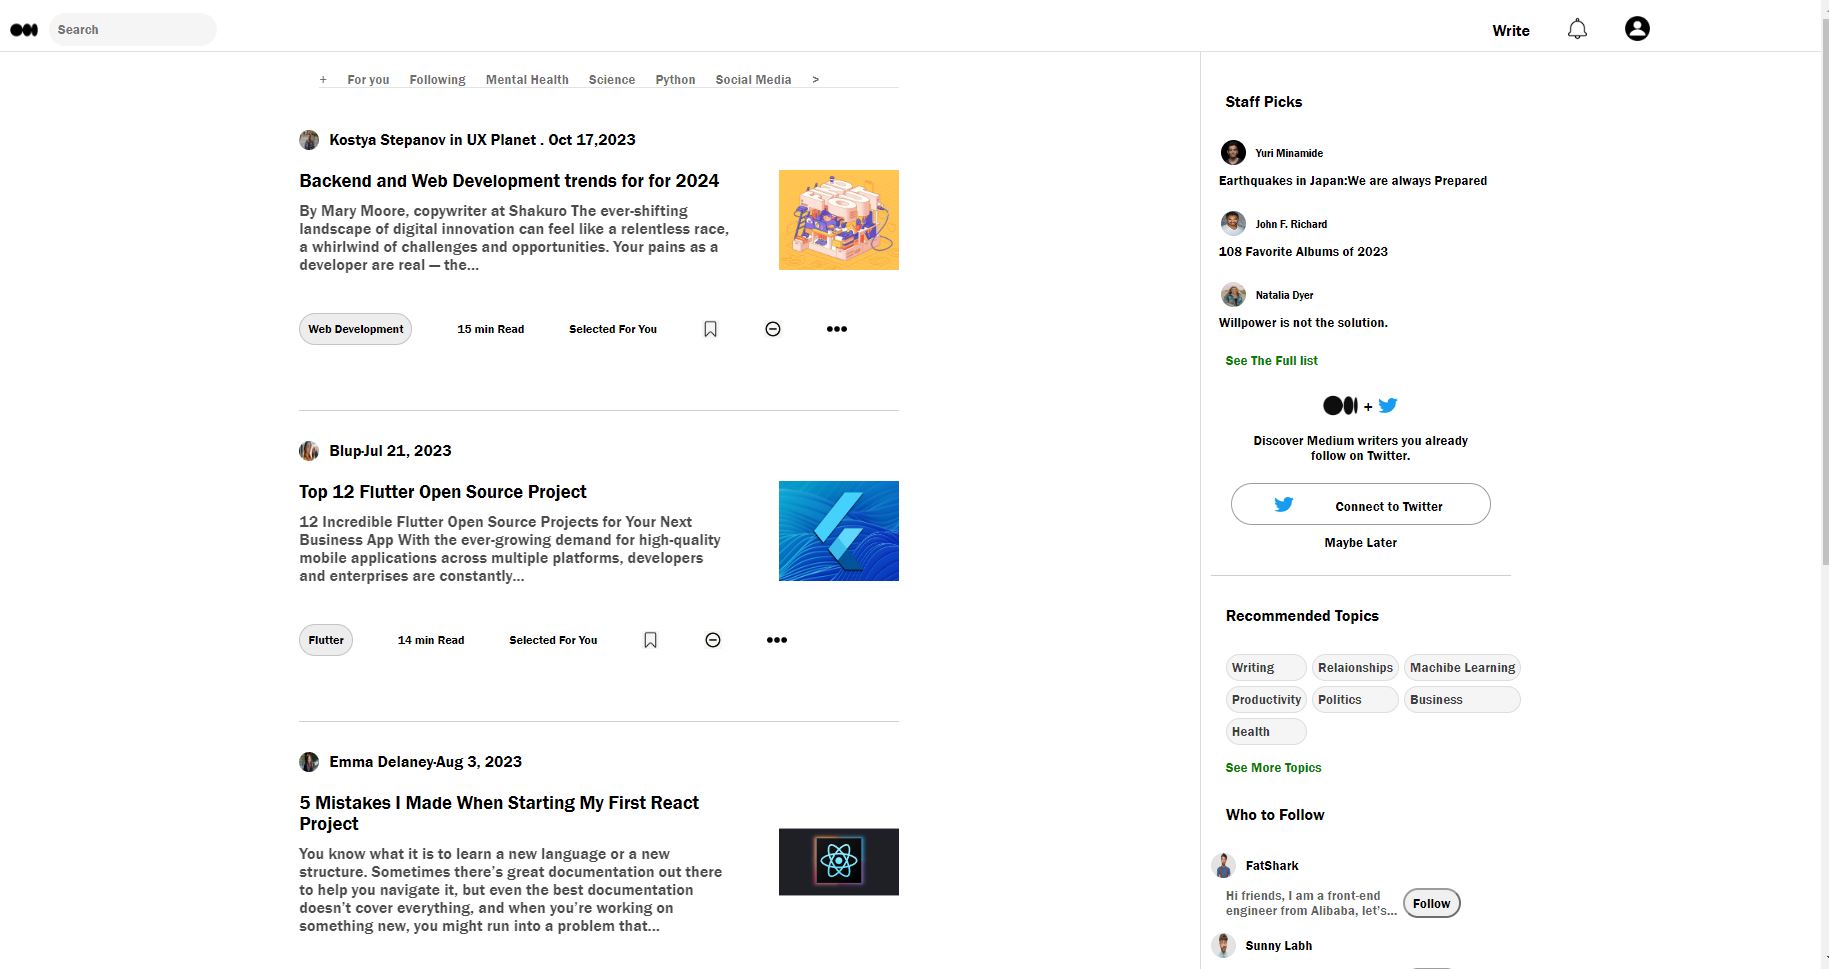 Search
Write
+ For you Following Mental Health Science Python Social Media >
Kostya Stepanov in UX Planet . Oct 17,2023
Backend and Web Development trends for for 2024
By Mary Moore, copywriter at Shakuro The ever-shifting
landscape of digital innovation can feel like a relentless race,
a whirlwind of challenges and opportunities. Your pains as a
developer are real — the...
Web Development 15 min Read Selected For You
Blup·Jul 21, 2023
Top 12 Flutter Open Source Project
12 Incredible Flutter Open Source Projects for Your Next
Business App With the ever-growing demand for high-quality
mobile applications across multiple platforms, developers
and enterprises are constantly...
Flutter 14 min Read Selected For You
Emma Delaney·Aug 3, 2023
5 Mistakes I Made When Starting My First React
Project
You know what it is to learn a new language or a new
structure. Sometimes there’s great documentation out there
to help you navigate it, but even the best documentation
doesn’t cover everything, and when you’re working on
something new, you might run into a problem that...
Staff Picks
Yuri Minamide
Earthquakes in Japan:We are always Prepared
John F. Richard
108 Favorite Albums of 2023
Natalia Dyer
Willpower is not the solution.
See The Full list
+
Discover Medium writers you already
follow on Twitter.
Connect to Twitter
Maybe Later
Recommended Topics
Writing Relaionships Machibe Learning
Productivity Politics Business
Health
See More Topics
Who to Follow
FatShark
Hi friends, I am a front-end
engineer from Alibaba, let’s...
Follow
Sunny Labh